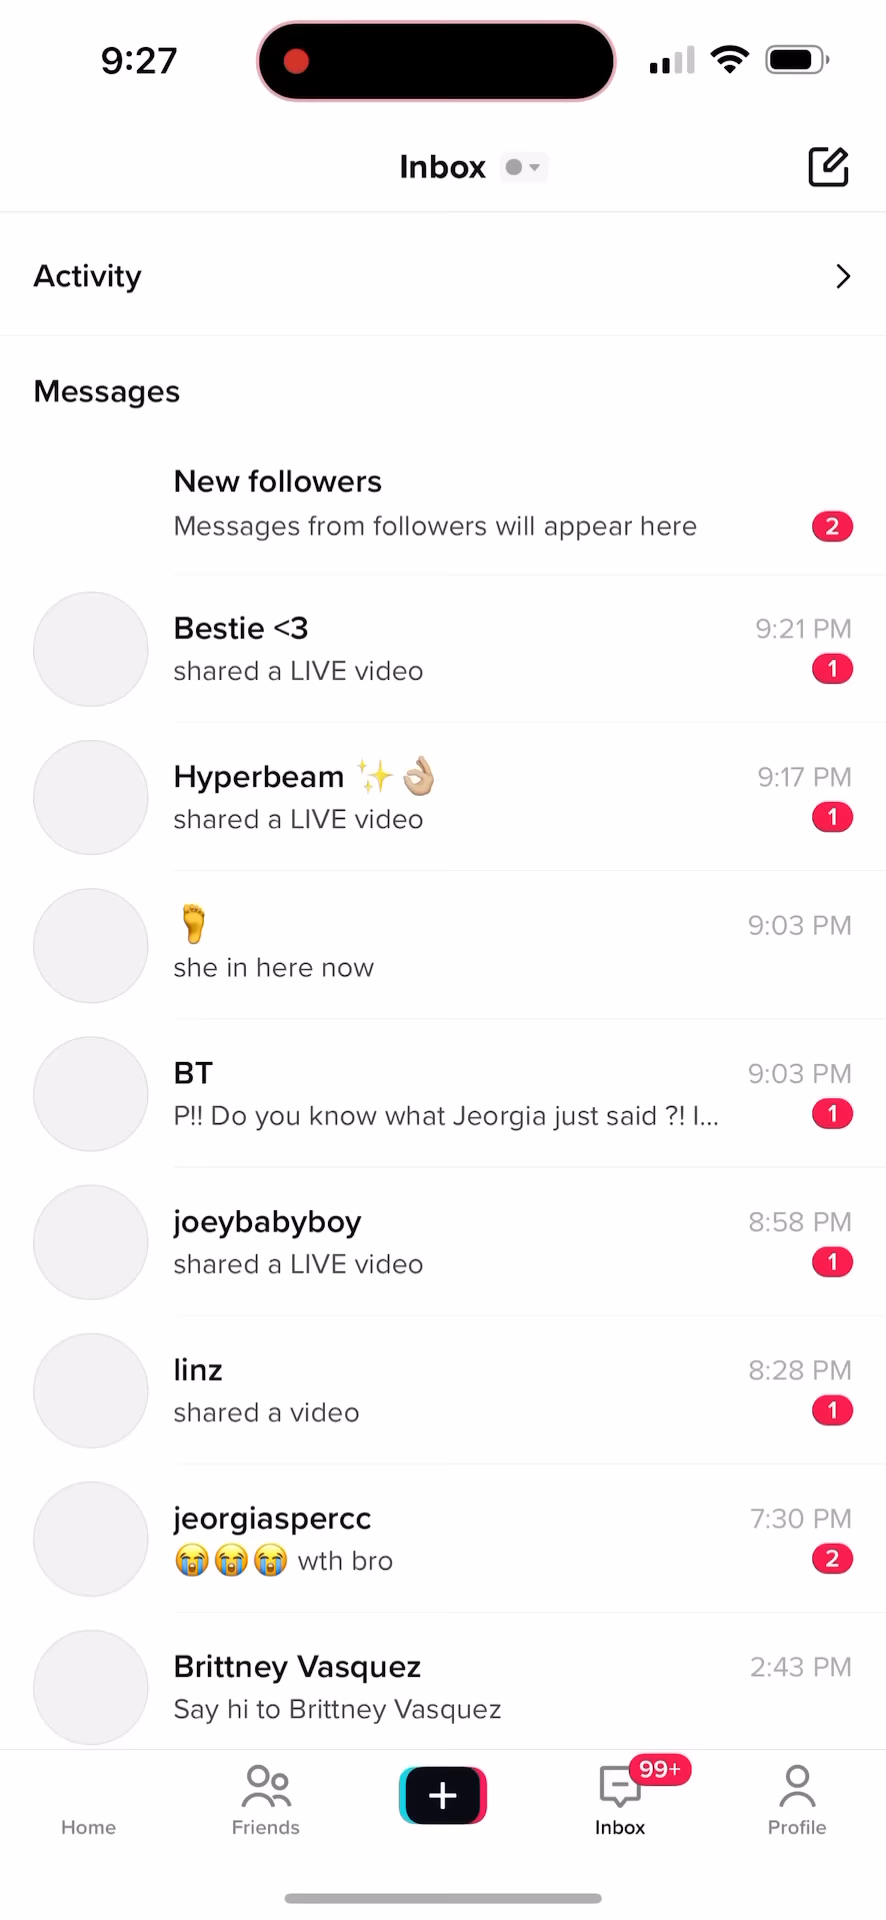 9:27
Inbox
Activity
Messages
New followers
Messages from followers will appear here
2
Bestie <3
9:21 PM
shared a LIVE video
1
Hyperbeam ✨👌🏼
9:17 PM
shared a LIVE video
1
🦶
9:03 PM
she in here now
BT
9:03 PM
P!! Do you know what Jeorgia just said ?! I...
1
joeybabyboy
8:58 PM
shared a LIVE video
1
linz
8:28 PM
shared a video
1
jeorgiaspercc
7:30 PM
😭😭😭 wth bro
2
Brittney Vasquez
2:43 PM
Say hi to Brittney Vasquez
99+
Home
Friends
Inbox
Profile